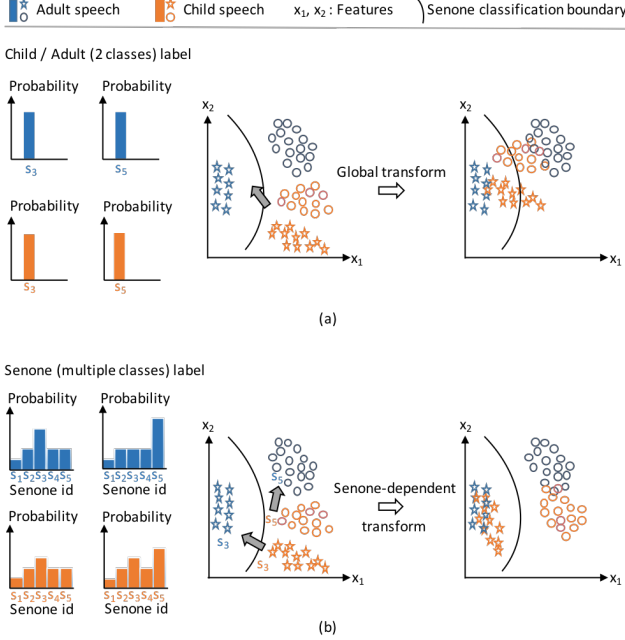 Adult speech Child speech x₁, x₂ : Features Senone classification boundary
Child / Adult (2 classes) label
Probability Probability
s₃ s₅
s₃ s₅
x₂ x₂
Global transform
x₁ x₁
(a)
Senone (multiple classes) label
Probability Probability
s₁ s₂ s₃ s₄ s₅ s₁ s₂ s₃ s₄ s₅
Senone id Senone id
Probability Probability
s₁ s₂ s₃ s₄ s₅ s₁ s₂ s₃ s₄ s₅
Senone id Senone id
x₂ x₂
s₅
s₅
s₃
s₃
Senone-dependent
transform
x₁ x₁
(b)